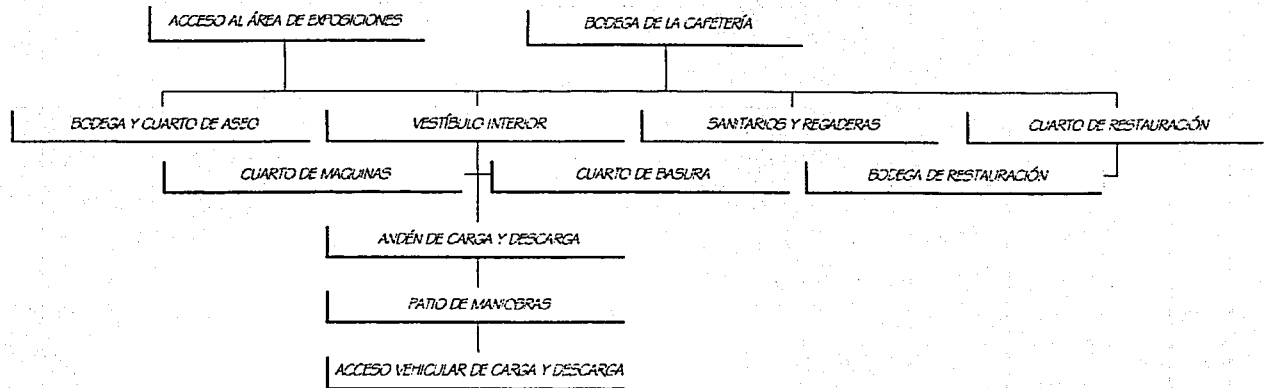 ACCESO AL ÁREA DE EXPOSICIONES
BODEGA DE LA CAFETERÍA
BODEGA Y CUARTO DE ASEO
VESTÍBULO INTERIOR
SANITARIOS Y REGADERAS
CUARTO DE RESTAURACIÓN
CUARTO DE MAQUINAS
CUARTO DE BASURA
BODEGA DE RESTAURACIÓN
ANDÉN DE CARGA Y DESCARGA
PATIO DE MANIOBRAS
ACCESO VEHICULAR DE CARGA Y DESCARGA